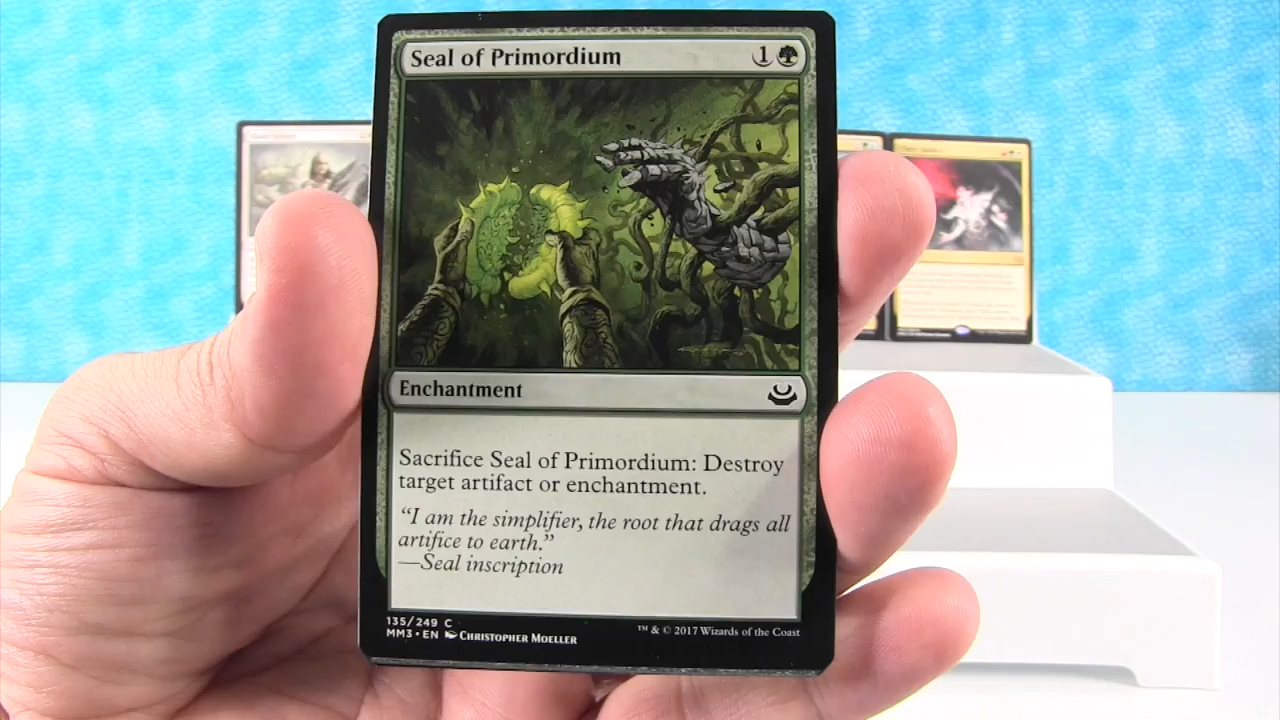 Seal of Primordium 1
Enchantment
Sacrifice Seal of Primordium: Destroy
target artifact or enchantment.
“I am the simplifier, the root that drags all
artifice to earth.”
—Seal inscription
135/249 C
MM3 • EN Christopher Moeller
™ & © 2017 Wizards of the Coast